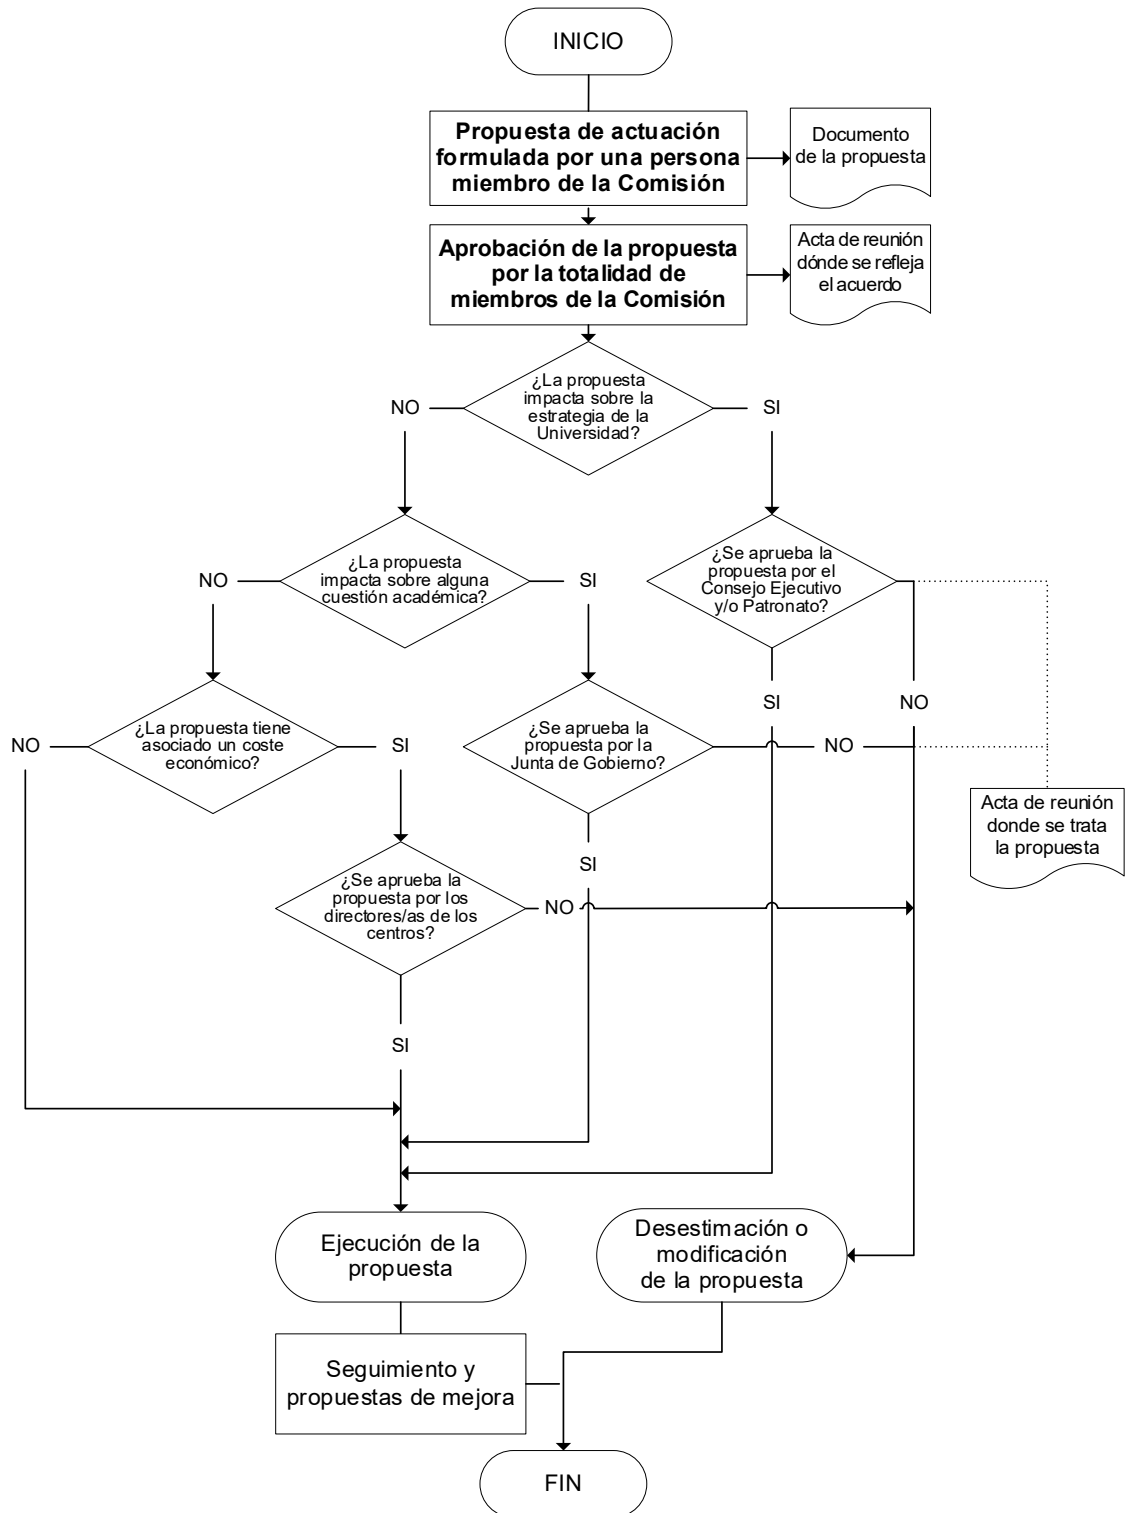 INICIO
Propuesta de actuación
formulada por una persona
miembro de la Comisión
Documento
de la propuesta
Aprobación de la propuesta
por la totalidad de
miembros de la Comisión
Acta de reunión
dónde se refleja
el acuerdo
¿La propuesta
impacta sobre la
estrategia de la
Universidad?
NO
SI
¿La propuesta
impacta sobre alguna
cuestión académica?
NO
SI
¿Se aprueba la
propuesta por el
Consejo Ejecutivo
y/o Patronato?
SI
NO
¿La propuesta tiene
asociado un coste
económico?
NO
SI
¿Se aprueba la
propuesta por la
Junta de Gobierno?
NO
SI
Acta de reunión
donde se trata
la propuesta
¿Se aprueba la
propuesta por los
directores/as de los
centros?
NO
SI
Ejecución de la
propuesta
Desestimación o
modificación
de la propuesta
Seguimiento y
propuestas de mejora
FIN